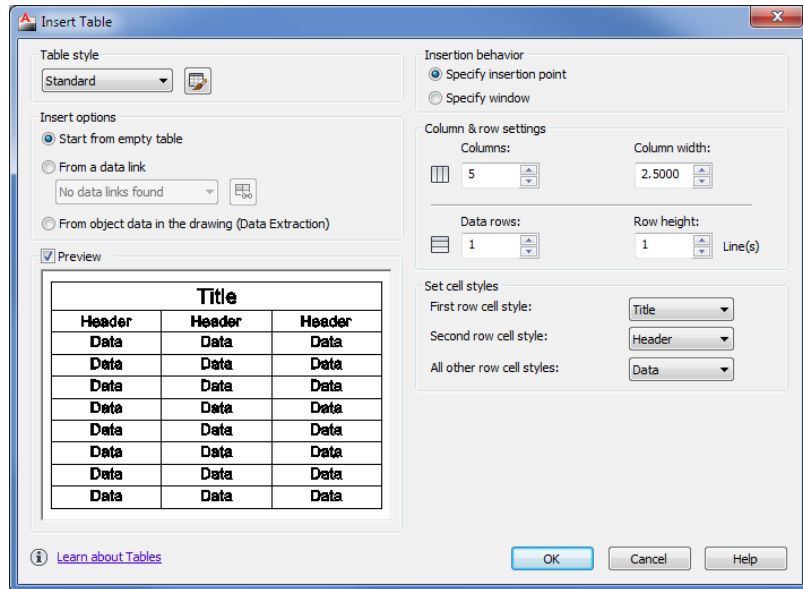 Insert Table
Table style
Standard
Insert options
Start from empty table
From a data link
No data links found
From object data in the drawing (Data Extraction)
Preview
Title
Header Header Header
Data Data Data
Data Data Data
Data Data Data
Data Data Data
Data Data Data
Data Data Data
Data Data Data
Data Data Data
Insertion behavior
Specify insertion point
Specify window
Column & row settings
Columns: Column width:
5 2.5000
Data rows: Row height:
1 1 Line(s)
Set cell styles
First row cell style: Title
Second row cell style: Header
All other row cell styles: Data
Learn about Tables
OK Cancel Help